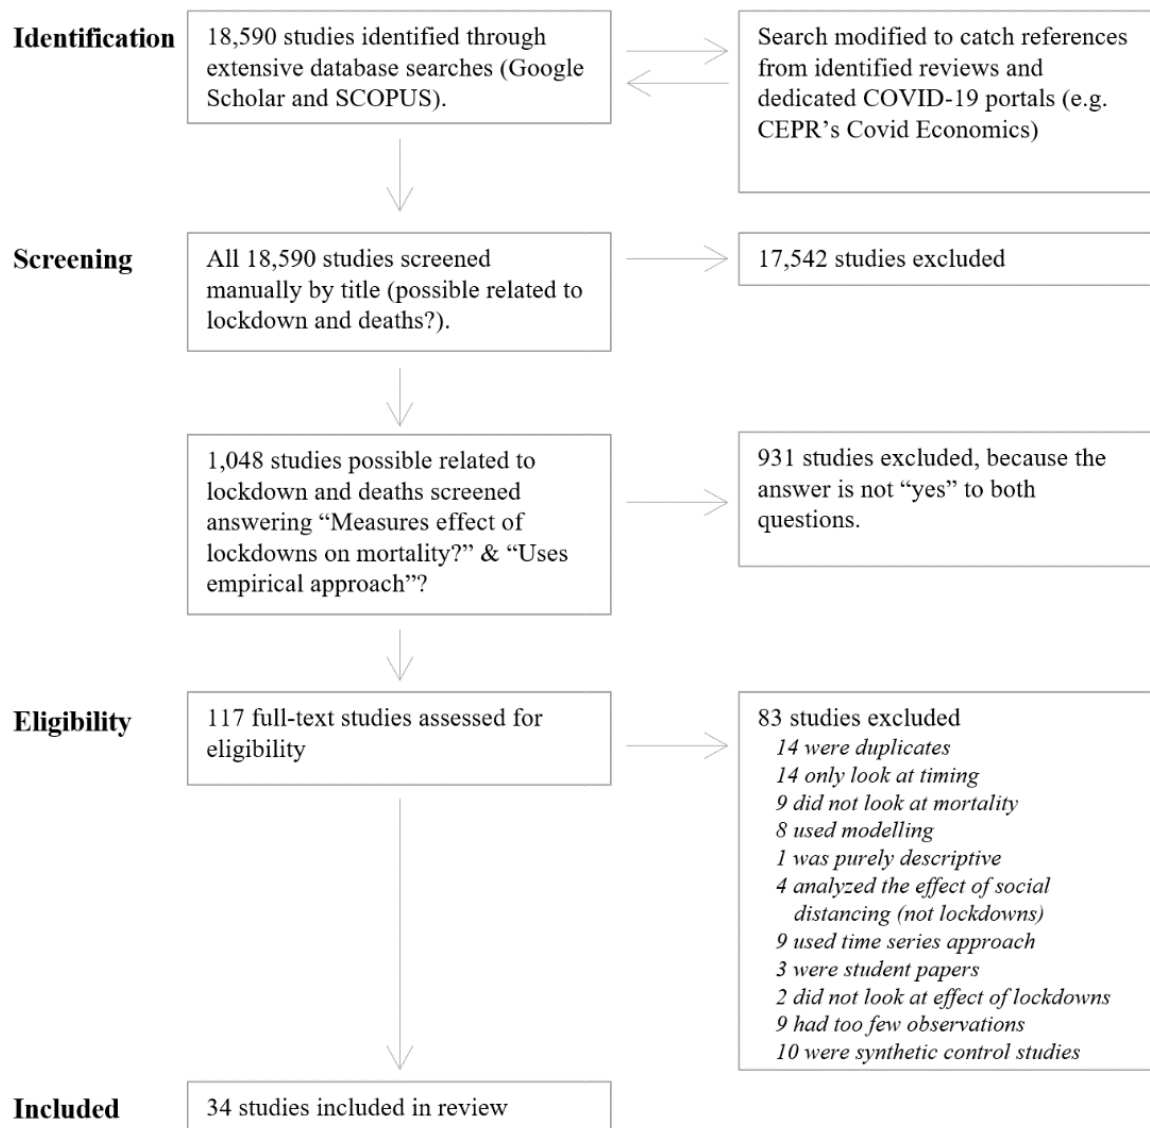 Identification
18,590 studies identified through
extensive database searches (Google
Scholar and SCOPUS).
Search modified to catch references
from identified reviews and
dedicated COVID-19 portals (e.g.
CEPR's Covid Economics)
Screening
All 18,590 studies screened
manually by title (possible related to
lockdown and deaths?).
17,542 studies excluded
1,048 studies possible related to
lockdown and deaths screened
answering “Measures effect of
lockdowns on mortality?” & “Uses
empirical approach”?
931 studies excluded, because the
answer is not “yes” to both
questions.
Eligibility
117 full-text studies assessed for
eligibility
83 studies excluded
14 were duplicates
14 only look at timing
9 did not look at mortality
8 used modelling
1 was purely descriptive
4 analyzed the effect of social
distancing (not lockdowns)
9 used time series approach
3 were student papers
2 did not look at effect of lockdowns
9 had too few observations
10 were synthetic control studies
Included
34 studies included in review